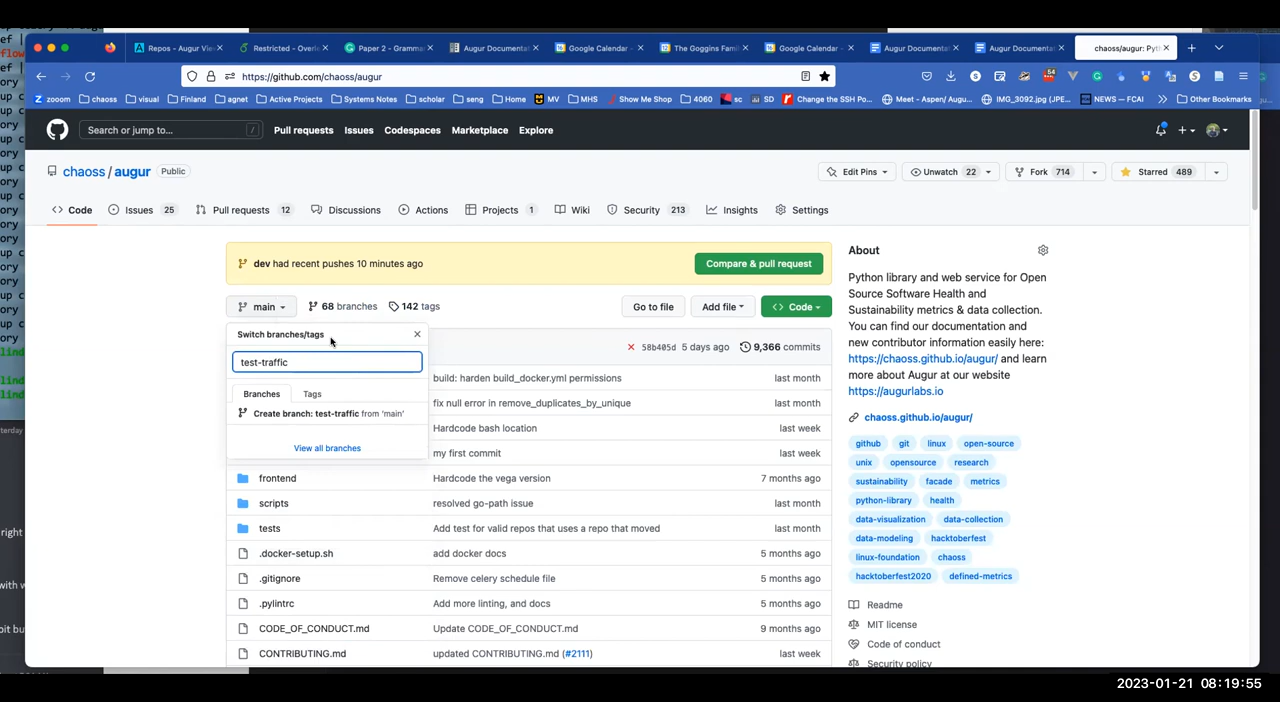 Repos - Augur Vie
Restricted - Overle
Paper 2 - Gramma
Augur Documentat
Google Calendar -
The Goggins Fami
Google Calendar -
Augur Documentat
Augur Documentat
chaoss/augur: Pyth
https://github.com/chaoss/augur
zooom
chaoss
visual
Finland
agnet
Active Projects
Systems Notes
scholar
seng
Home
MV
MHS
Show Me Shop
4060
sc
SD
Change the SSH Po...
Meet - Aspen/ Augu...
IMG_3092.jpg (JPE...
NEWS — FCAI
Other Bookmarks
Search or jump to...
/
Pull requests
Issues
Codespaces
Marketplace
Explore
chaoss / augur Public
Edit Pins
Unwatch 22
Fork 714
Starred 489
Code
Issues 25
Pull requests 12
Discussions
Actions
Projects 1
Wiki
Security 213
Insights
Settings
dev had recent pushes 10 minutes ago
Compare & pull request
main
68 branches
142 tags
Go to file
Add file
Code
Switch branches/tags
test-traffic
Branches
Tags
Create branch: test-traffic from 'main'
View all branches
58b405d 5 days ago 9,366 commits
build: harden build_docker.yml permissions last month
fix null error in remove_duplicates_by_unique last month
Hardcode bash location last week
my first commit last week
frontend Hardcode the vega version 7 months ago
scripts resolved go-path issue last month
tests Add test for valid repos that uses a repo that moved last month
.docker-setup.sh add docker docs 5 months ago
.gitignore Remove celery schedule file 5 months ago
.pylintrc Add more linting, and docs 5 months ago
CODE_OF_CONDUCT.md Update CODE_OF_CONDUCT.md 9 months ago
CONTRIBUTING.md updated CONTRIBUTING.md (#2111) last week
About
Python library and web service for Open
Source Software Health and
Sustainability metrics & data collection.
You can find our documentation and
new contributor information easily here:
https://chaoss.github.io/augur/ and learn
more about Augur at our website
https://augurlabs.io
chaoss.github.io/augur/
github git linux open-source
unix opensource research
sustainability facade metrics
python-library health
data-visualization data-collection
data-modeling hacktoberfest
linux-foundation chaoss
hacktoberfest2020 defined-metrics
Readme
MIT license
Code of conduct
Security policy
2023-01-21 08:19:55